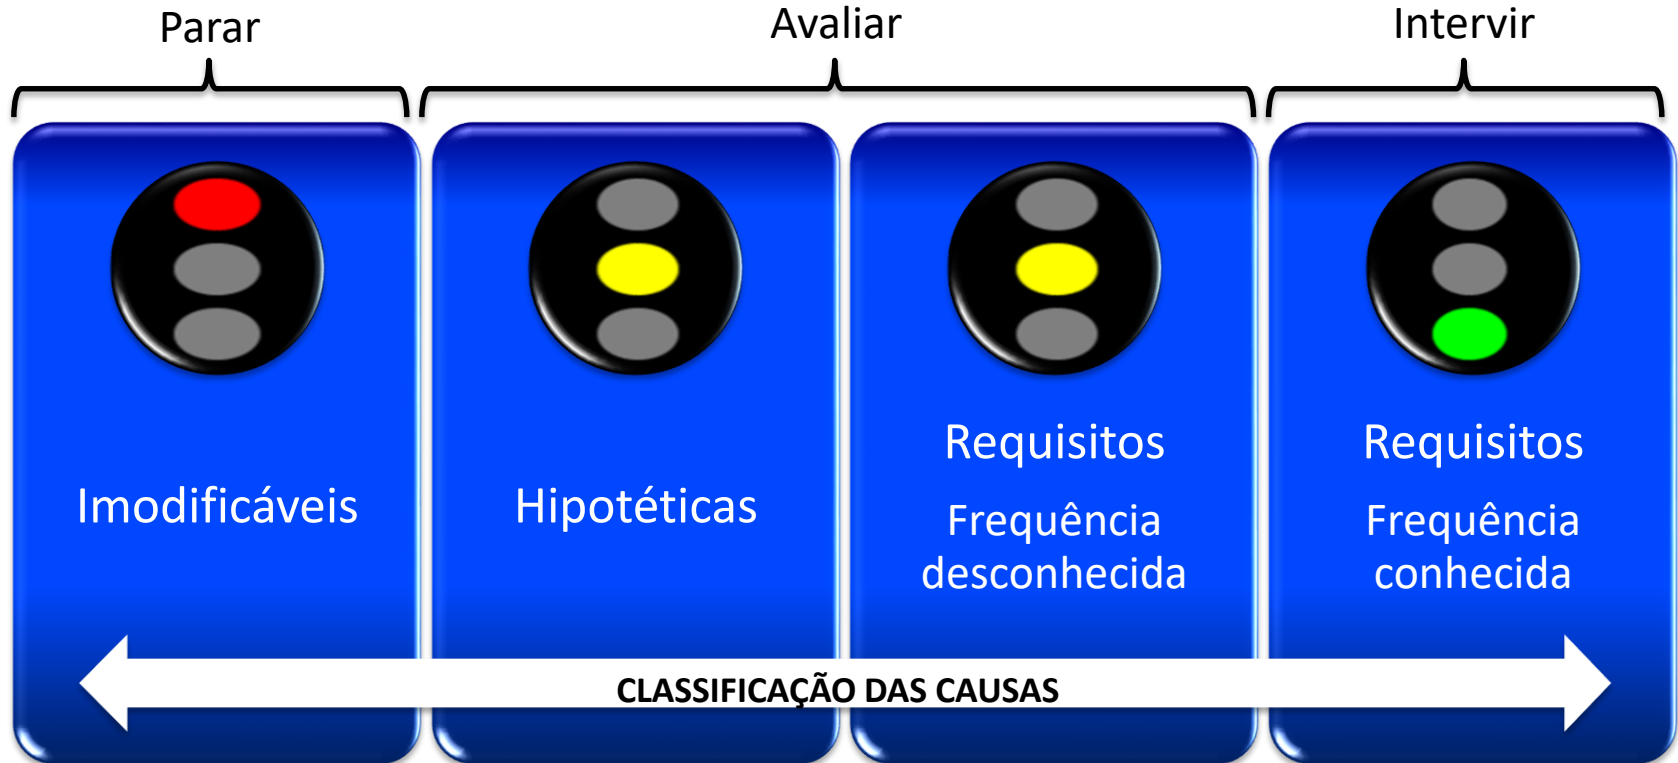 Parar
Avaliar
Intervir
Imodificáveis
Hipotéticas
Requisitos
Frequência
desconhecida
Requisitos
Frequência
conhecida
CLASSIFICAÇÃO DAS CAUSAS